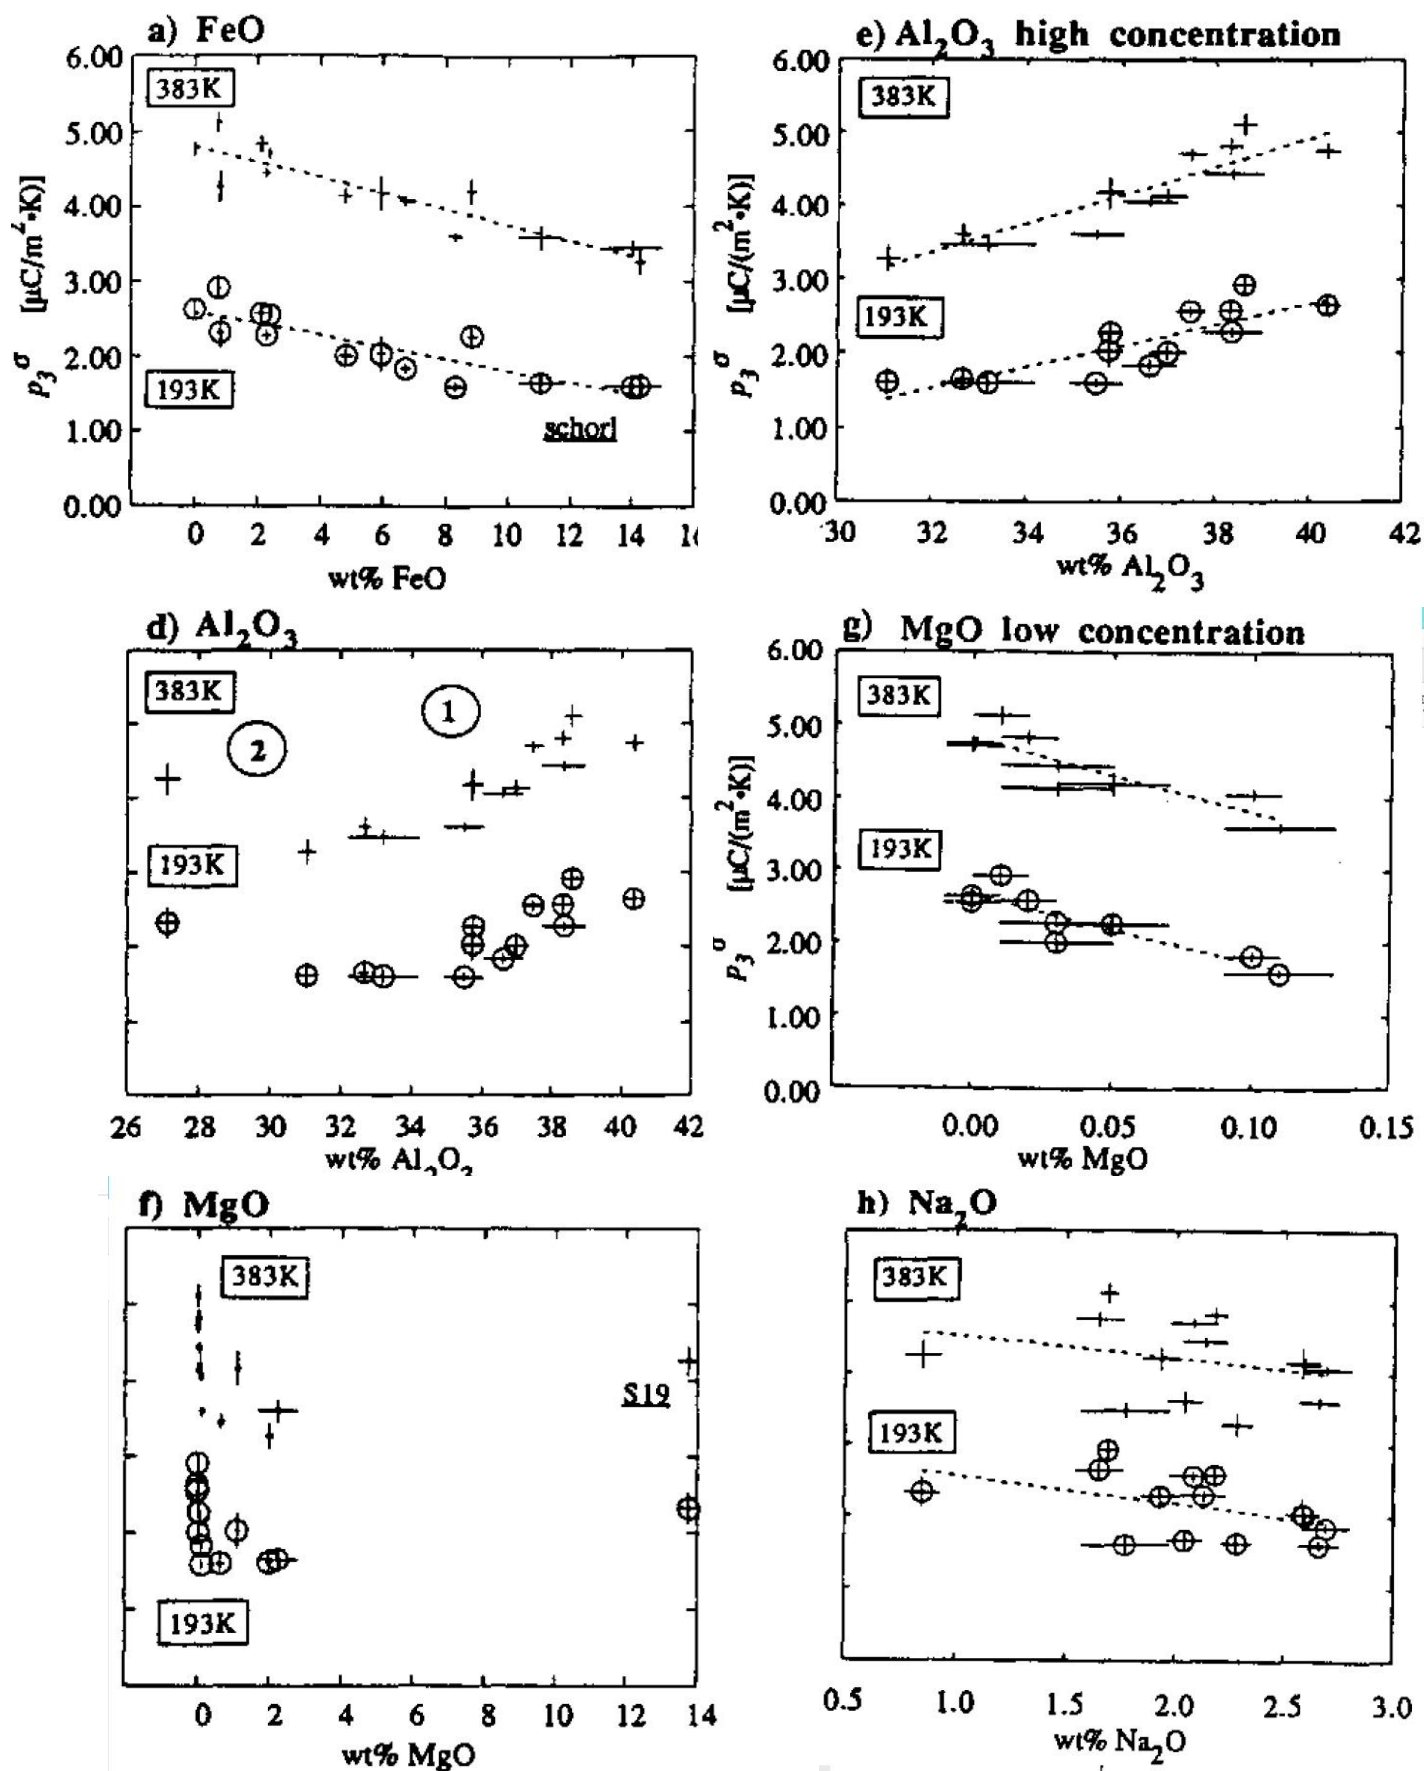 a) FeO
6.00
5.00
4.00
3.00
2.00
1.00
0.00
p₃^σ [μC/m²•K)]
383K
193K
schorl
0 2 4 6 8 10 12 14
wt% FeO
e) Al₂O₃ high concentration
6.00
5.00
4.00
3.00
2.00
1.00
0.00
p₃^σ [μC/(m²•K)]
383K
193K
30 32 34 36 38 40 42
wt% Al₂O₃
d) Al₂O₃
383K
1
2
193K
26 28 30 32 34 36 38 40 42
wt% Al₂O₃
g) MgO low concentration
6.00
5.00
4.00
3.00
2.00
1.00
0.00
p₃^σ [μC/(m²•K)]
383K
193K
0.00 0.05 0.10 0.15
wt% MgO
f) MgO
383K
S19
193K
0 2 4 6 8 10 12 14
wt% MgO
h) Na₂O
383K
193K
0.5 1.0 1.5 2.0 2.5 3.0
wt% Na₂O